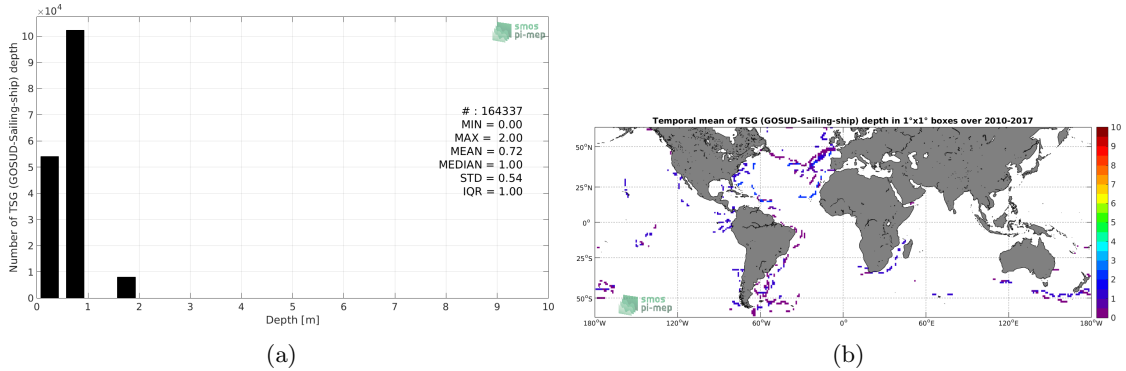 ×10⁴
10
9
8
7
6
5
4
3
2
1
0
Number of TSG (GOSUD-Sailing-ship) depth
0 1 2 3 4 5 6 7 8 9 10
Depth [m]
smos
pi-mep
# : 164337
MIN = 0.00
MAX = 2.00
MEAN = 0.72
MEDIAN = 1.00
STD = 0.54
IQR = 1.00
(a)
Temporal mean of TSG (GOSUD-Sailing-ship) depth in 1°x1° boxes over 2010-2017
50°N
25°N
0°
25°S
50°S
180°W 120°W 60°W 0° 60°E 120°E 180°W
smos
pi-mep
10
9
8
7
6
5
4
3
2
1
0
(b)